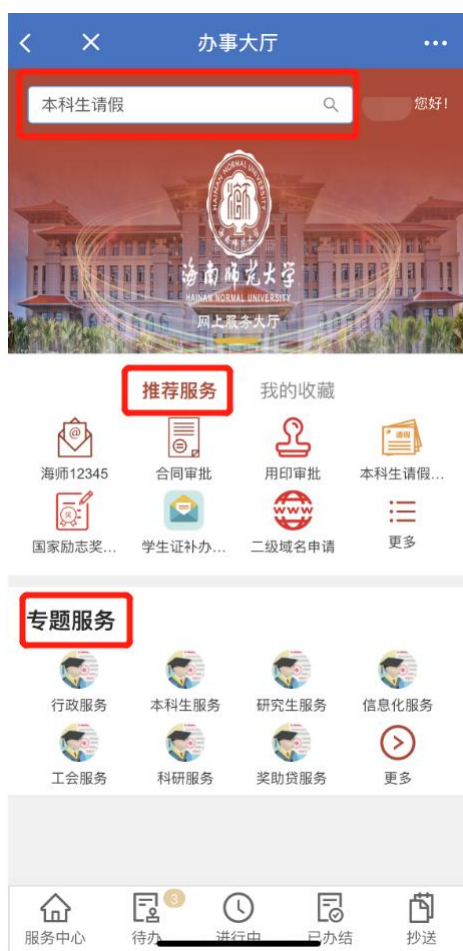 办事大厅
本科生请假
您好!
HAINAN NORMAL UNIVERSITY
海南师范大学
HAINAN NORMAL UNIVERSITY
网上服务大厅
推荐服务 我的收藏
海师12345 合同审批 用印审批 本科生请假...
国家励志奖... 学生证补办... 二级域名申请 更多
专题服务
行政服务 本科生服务 研究生服务 信息化服务
工会服务 科研服务 奖助贷服务 更多
3
服务中心 待办 进行中 已办结 抄送